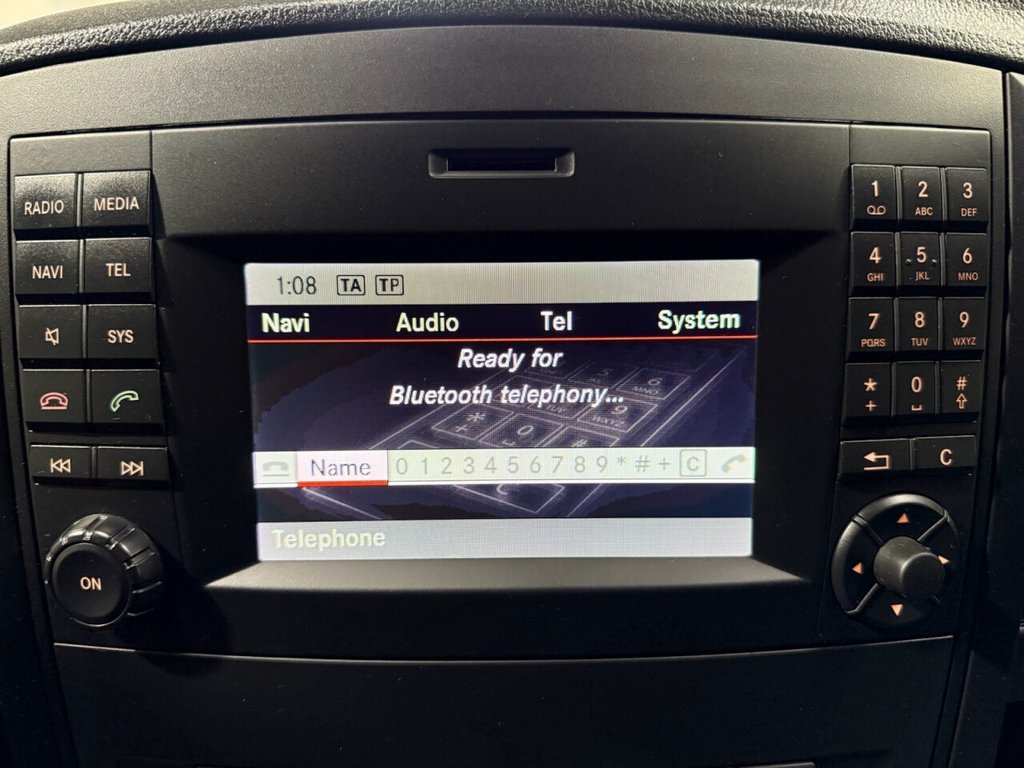 RADIO MEDIA
NAVI TEL
SYS
ON
1:08 TA TP
Navi Audio Tel System
Ready for
Bluetooth telephony...
Name 0 1 2 3 4 5 6 7 8 9 * # + C
Telephone
1 2 3
ABC DEF
4 5 6
GHI JKL MNO
7 8 9
PQRS TUV WXYZ
* 0 #
+
C